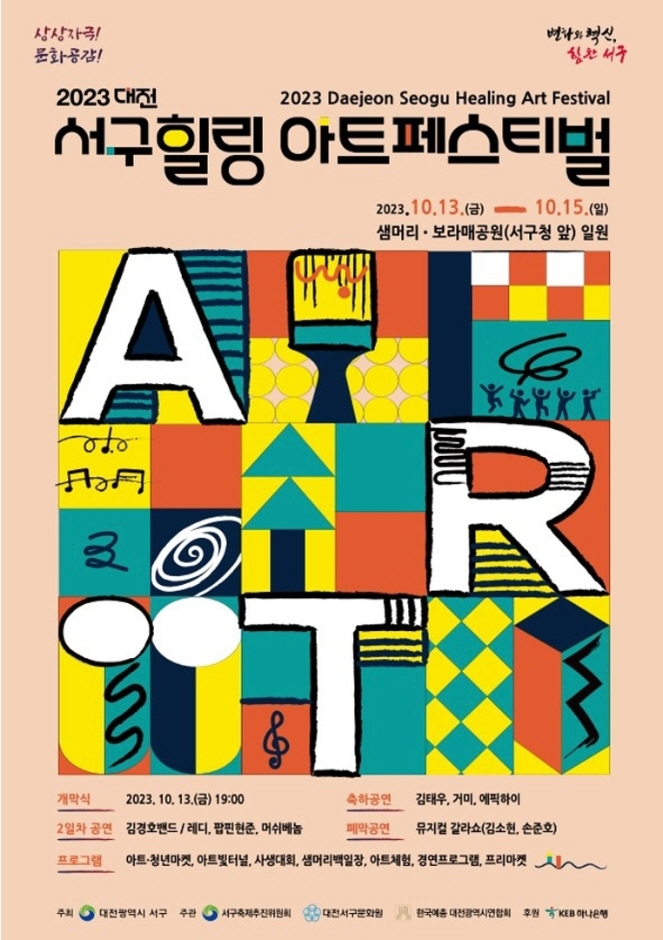 상상자극!
문화공감!
변화와 혁신,
힘찬 서구
2023 대전
2023 Daejeon Seogu Healing Art Festival
서구힐링 아트페스티벌
2023.10.13.(금) 10.15.(일)
샘머리·보라매공원(서구청 앞) 일원
A
R
T
개막식 2023. 10. 13.(금) 19:00
축하공연 김태우, 거미, 에픽하이
2일차 공연 김경호밴드 / 레디, 팝핀현준, 머쉬베놈
폐막공연 뮤지컬 갈라쇼(김소현, 손준호)
프로그램 아트·청년마켓, 아트빛터널, 사생대회, 샘머리백일장, 아트체험, 경연프로그램, 프리마켓
주최 대전광역시 서구 주관 서구축제추진위원회 대전서구문화원 한국예총 대전광역시연합회 후원 KEB 하나은행